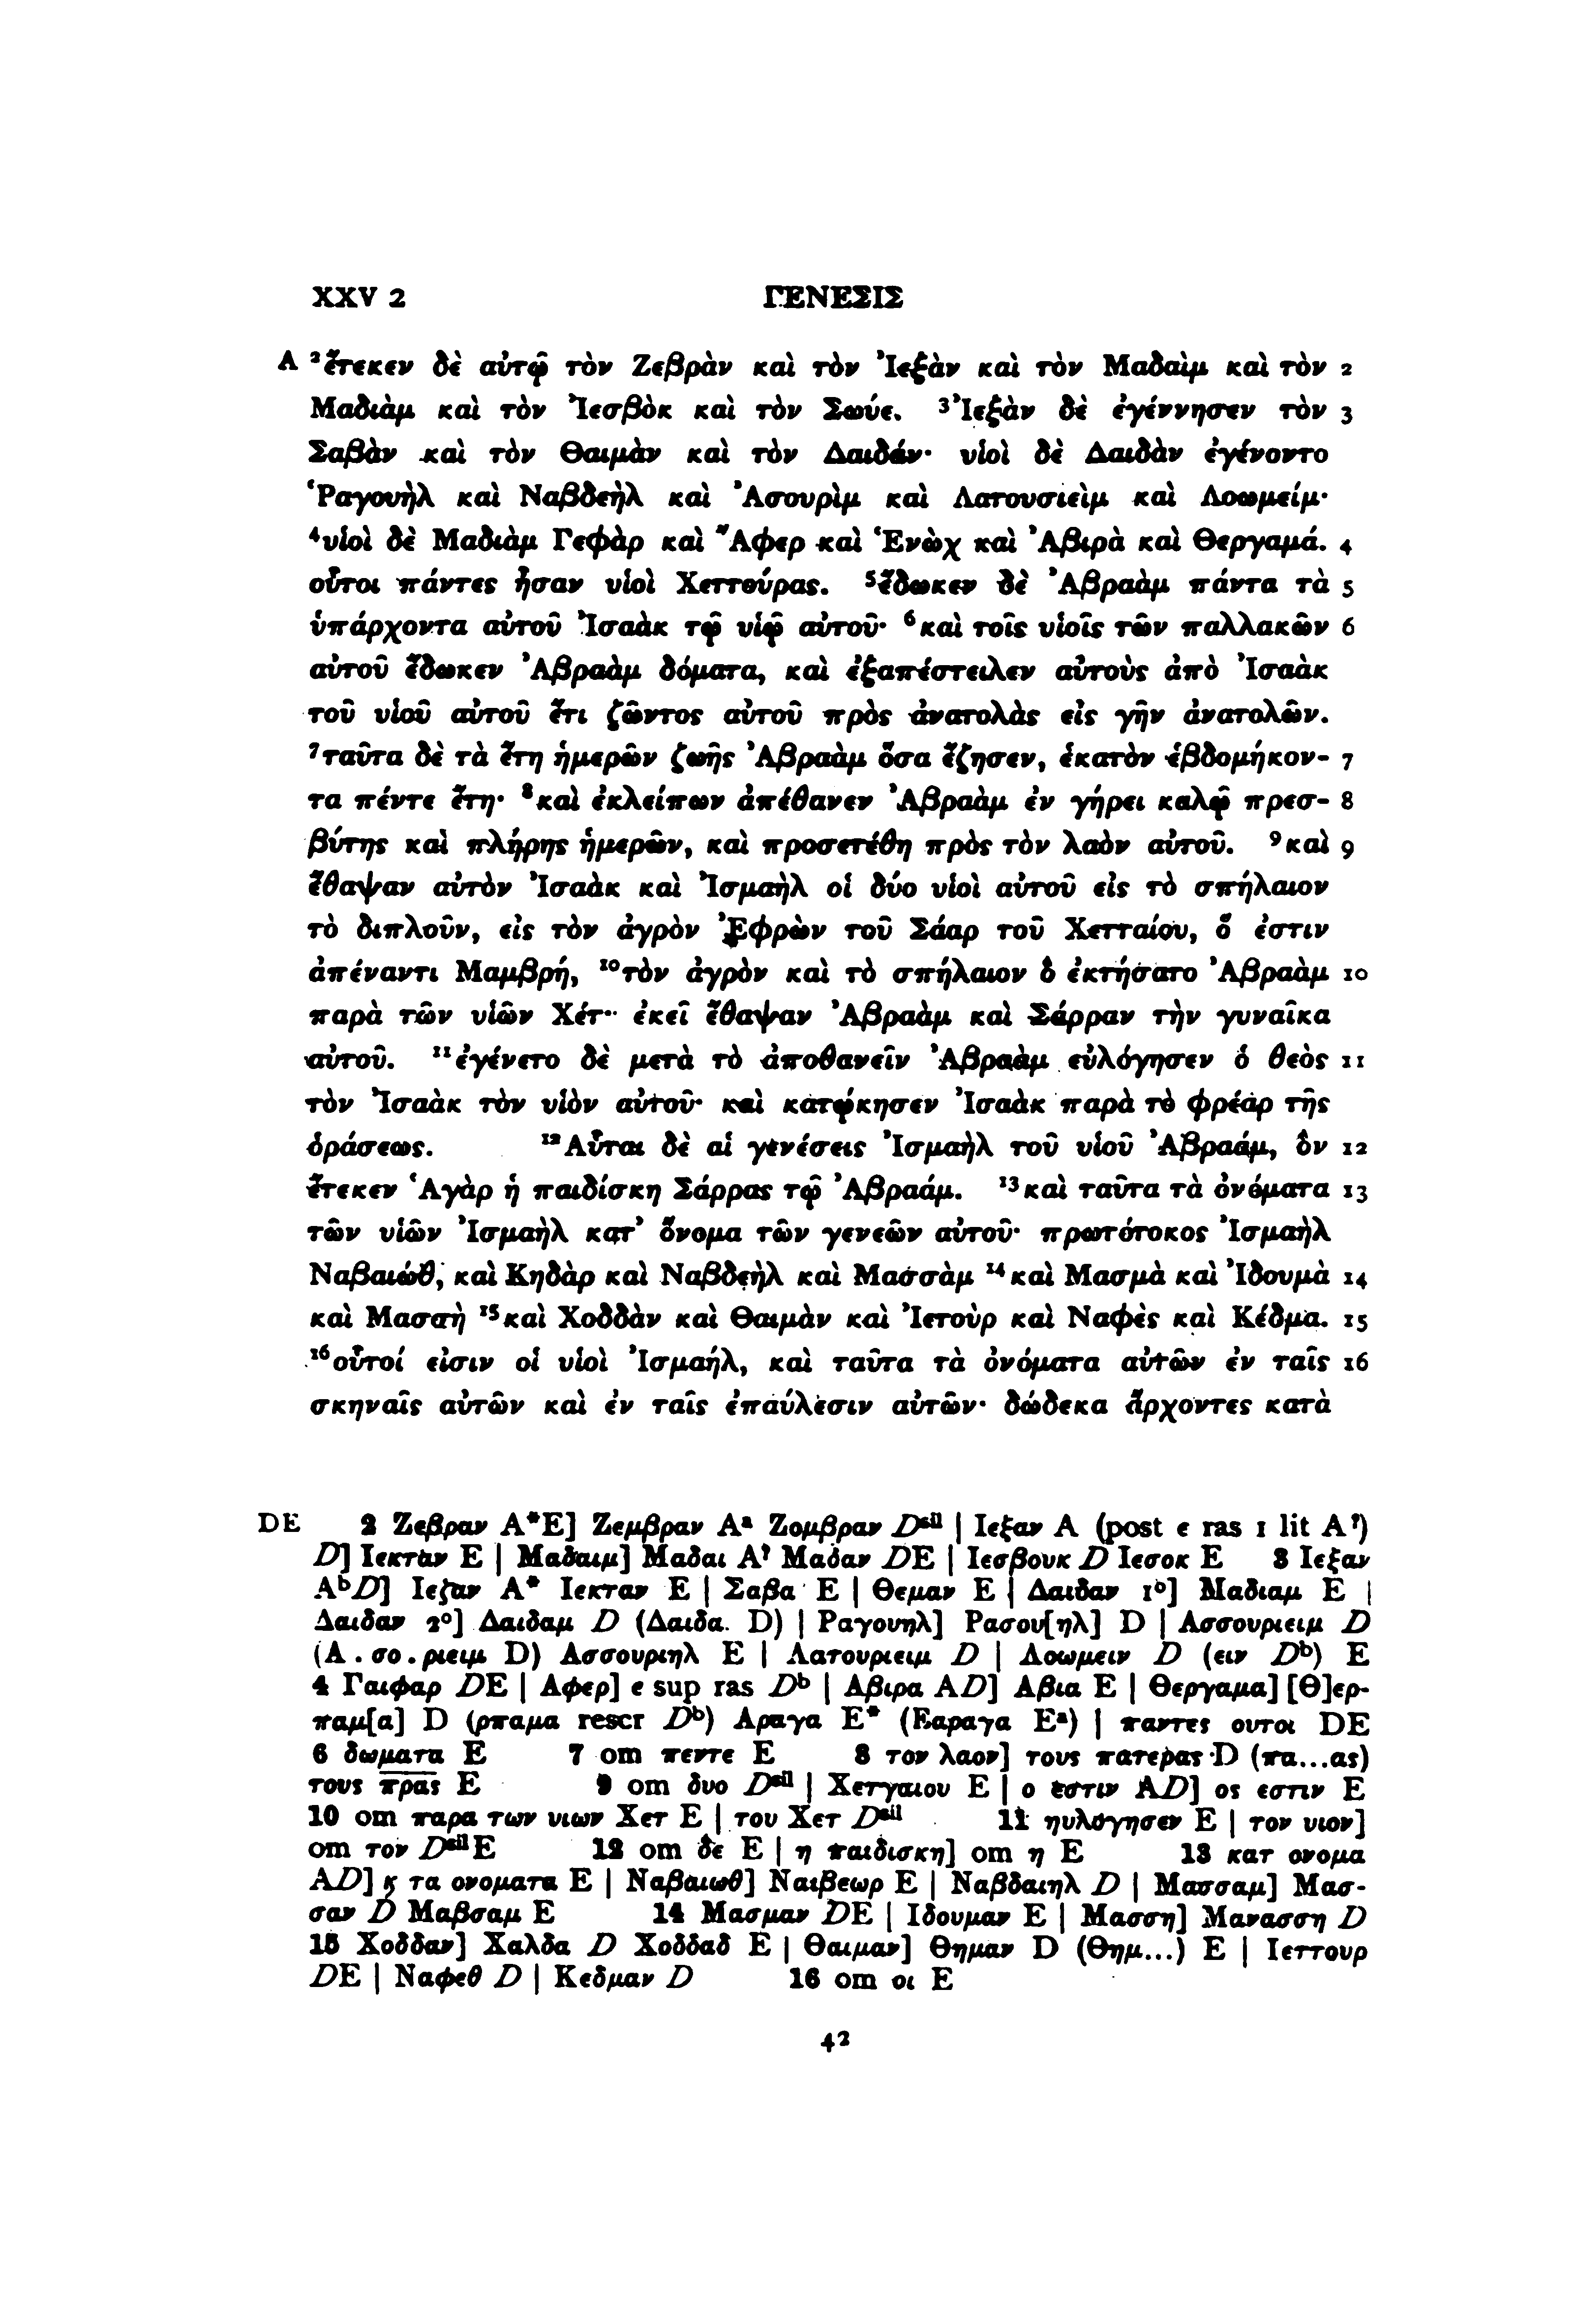 XXV 2 ΓΕΝΕΣΙΣ
A ²ἔτεκεν δὲ αὐτῷ τὸν Ζεβρὰν καὶ τὸν Ἰεξὰν καὶ τὸν Μαδαὶμ καὶ τὸν 2
Μαδιὰμ καὶ τὸν Ἰεσβὸκ καὶ τὸν Σωύε. ³Ἰεξὰν δὲ ἐγέννησεν τὸν 3
Σαβὰν καὶ τὸν Θαιμὰν καὶ τὸν Δαιδάν· υἱοὶ δὲ Δαιδὰν ἐγένοντο
Ῥαγουὴλ καὶ Ναβδεὴλ καὶ Ἀσουρὶμ καὶ Λατουσιεὶμ καὶ Λοωμείμ·
⁴υἱοὶ δὲ Μαδιὰμ Γεφὰρ καὶ Ἄφερ καὶ Ἑνὼχ καὶ Ἀβιρὰ καὶ Θεργαμά. 4
οὗτοι πάντες ἦσαν υἱοὶ Χεττούρας. ⁵ἔδωκεν δὲ Ἀβραὰμ πάντα τὰ 5
ὑπάρχοντα αὐτοῦ Ἰσαὰκ τῷ υἱῷ αὐτοῦ· ⁶καὶ τοῖς υἱοῖς τῶν παλλακῶν 6
αὐτοῦ ἔδωκεν Ἀβραὰμ δόματα, καὶ ἐξαπέστειλεν αὐτοὺς ἀπὸ Ἰσαὰκ
τοῦ υἱοῦ αὐτοῦ ἔτι ζῶντος αὐτοῦ πρὸς ἀνατολὰς εἰς γῆν ἀνατολῶν.
⁷ταῦτα δὲ τὰ ἔτη ἡμερῶν ζωῆς Ἀβραὰμ ὅσα ἔζησεν, ἑκατὸν ἑβδομήκον- 7
τα πέντε ἔτη· ⁸καὶ ἐκλείπων ἀπέθανεν Ἀβραὰμ ἐν γήρει καλῷ πρεσ- 8
βύτης καὶ πλήρης ἡμερῶν, καὶ προσετέθη πρὸς τὸν λαὸν αὐτοῦ. ⁹καὶ 9
ἔθαψαν αὐτὸν Ἰσαὰκ καὶ Ἰσμαὴλ οἱ δύο υἱοὶ αὐτοῦ εἰς τὸ σπήλαιον
τὸ διπλοῦν, εἰς τὸν ἀγρὸν Ἐφρὼν τοῦ Σάαρ τοῦ Χετταίου, ὅ ἐστιν
ἀπέναντι Μαμβρή, ¹⁰τὸν ἀγρὸν καὶ τὸ σπήλαιον ὃ ἐκτήσατο Ἀβραὰμ 10
παρὰ τῶν υἱῶν Χέτ· ἐκεῖ ἔθαψαν Ἀβραὰμ καὶ Σάρραν τὴν γυναῖκα
αὐτοῦ. ¹¹ἐγένετο δὲ μετὰ τὸ ἀποθανεῖν Ἀβραὰμ εὐλόγησεν ὁ θεὸς 11
τὸν Ἰσαὰκ τὸν υἱὸν αὐτοῦ· καὶ κατῴκησεν Ἰσαὰκ παρὰ τὸ φρέαρ τῆς
ὁράσεως. ¹²Αὗται δὲ αἱ γενέσεις Ἰσμαὴλ τοῦ υἱοῦ Ἀβραάμ, ὃν 12
ἔτεκεν Ἁγὰρ ἡ παιδίσκη Σάρρας τῷ Ἀβραάμ. ¹³καὶ ταῦτα τὰ ὀνόματα 13
τῶν υἱῶν Ἰσμαὴλ κατ’ ὄνομα τῶν γενεῶν αὐτοῦ· πρωτότοκος Ἰσμαὴλ
Ναβαιώθ, καὶ Κηδὰρ καὶ Ναβδεὴλ καὶ Μασσὰμ ¹⁴καὶ Μασμὰ καὶ Ἰδουμὰ 14
καὶ Μασσὴ ¹⁵καὶ Χοδδὰν καὶ Θαιμὰν καὶ Ἰετοὺρ καὶ Ναφὲς καὶ Κέδμα. 15
¹⁶οὗτοί εἰσιν οἱ υἱοὶ Ἰσμαήλ, καὶ ταῦτα τὰ ὀνόματα αὐτῶν ἐν ταῖς 16
σκηναῖς αὐτῶν καὶ ἐν ταῖς ἐπαύλεσιν αὐτῶν· δώδεκα ἄρχοντες κατὰ
DE 2 Ζεβραν A*E] Ζεμβραν Aᵃ Ζομβραν Dˢⁱˡ | Ιεξαν A (post ε ras 1 lit A?)
D] Ιεκταν E | Μαδαιμ] Μαδαι A? Μαδαν DE | Ιεσβουκ D Ιεσοκ E 3 Ιεξαν
AᵇD] Ιεζαν A* Ιεκταν E | Σαβα E | Θεμαν E | Δαιδαν 1°] Μαδιαμ E |
Δαιδαν 2°] Δαιδαμ D (Δαιδα. D) | Ραγουηλ] Ρασου[ηλ] D | Ασσουριειμ D
(Α . σο . ριειμ D) Ασσουριηλ E | Λατουριειμ D | Λοωμειν D (ειν Dᵇ) E
4 Γαιφαρ DE | Αφερ] ε sup ras Dᵇ | Αβιρα AD] Αβια E | Θεργαμα] [Θ]ερ-
παμ[α] D (ρπαμα rescr Dᵇ) Αραγα E* (Εαραγα Eᵃ) | παντες ουτοι DE
6 δωματα E 7 om πεντε E 8 τον λαον] τους πατερας D (πα...ας)
τους π̅ρ̅α̅ς̅ E 9 om δυο Dˢⁱˡ | Χετγαιου E | ο εστιν AD] ος εστιν E
10 om παρα των υιων Χετ E | του Χετ Dˢⁱˡ 11 ηυλογησεν E | τον υιον]
om τον DˢⁱˡE 12 om δε E | η παιδισκη] om η E 13 κατ ονομα
AD] ϗ τα ονοματα E | Ναβαιωθ] Ναιβεωρ E | Ναβδαιηλ D | Μασσαμ] Μασ-
σαν D Μαβσαμ E 14 Μασμαν DE | Ιδουμαν E | Μασση] Μανασση D
15 Χοδδαν] Χαλδα D Χοδδαδ E | Θαιμαν] Θημαν D (Θημ...) E | Ιεττουρ
DE | Ναφεθ D | Κεδμαν D 16 om οι E
42